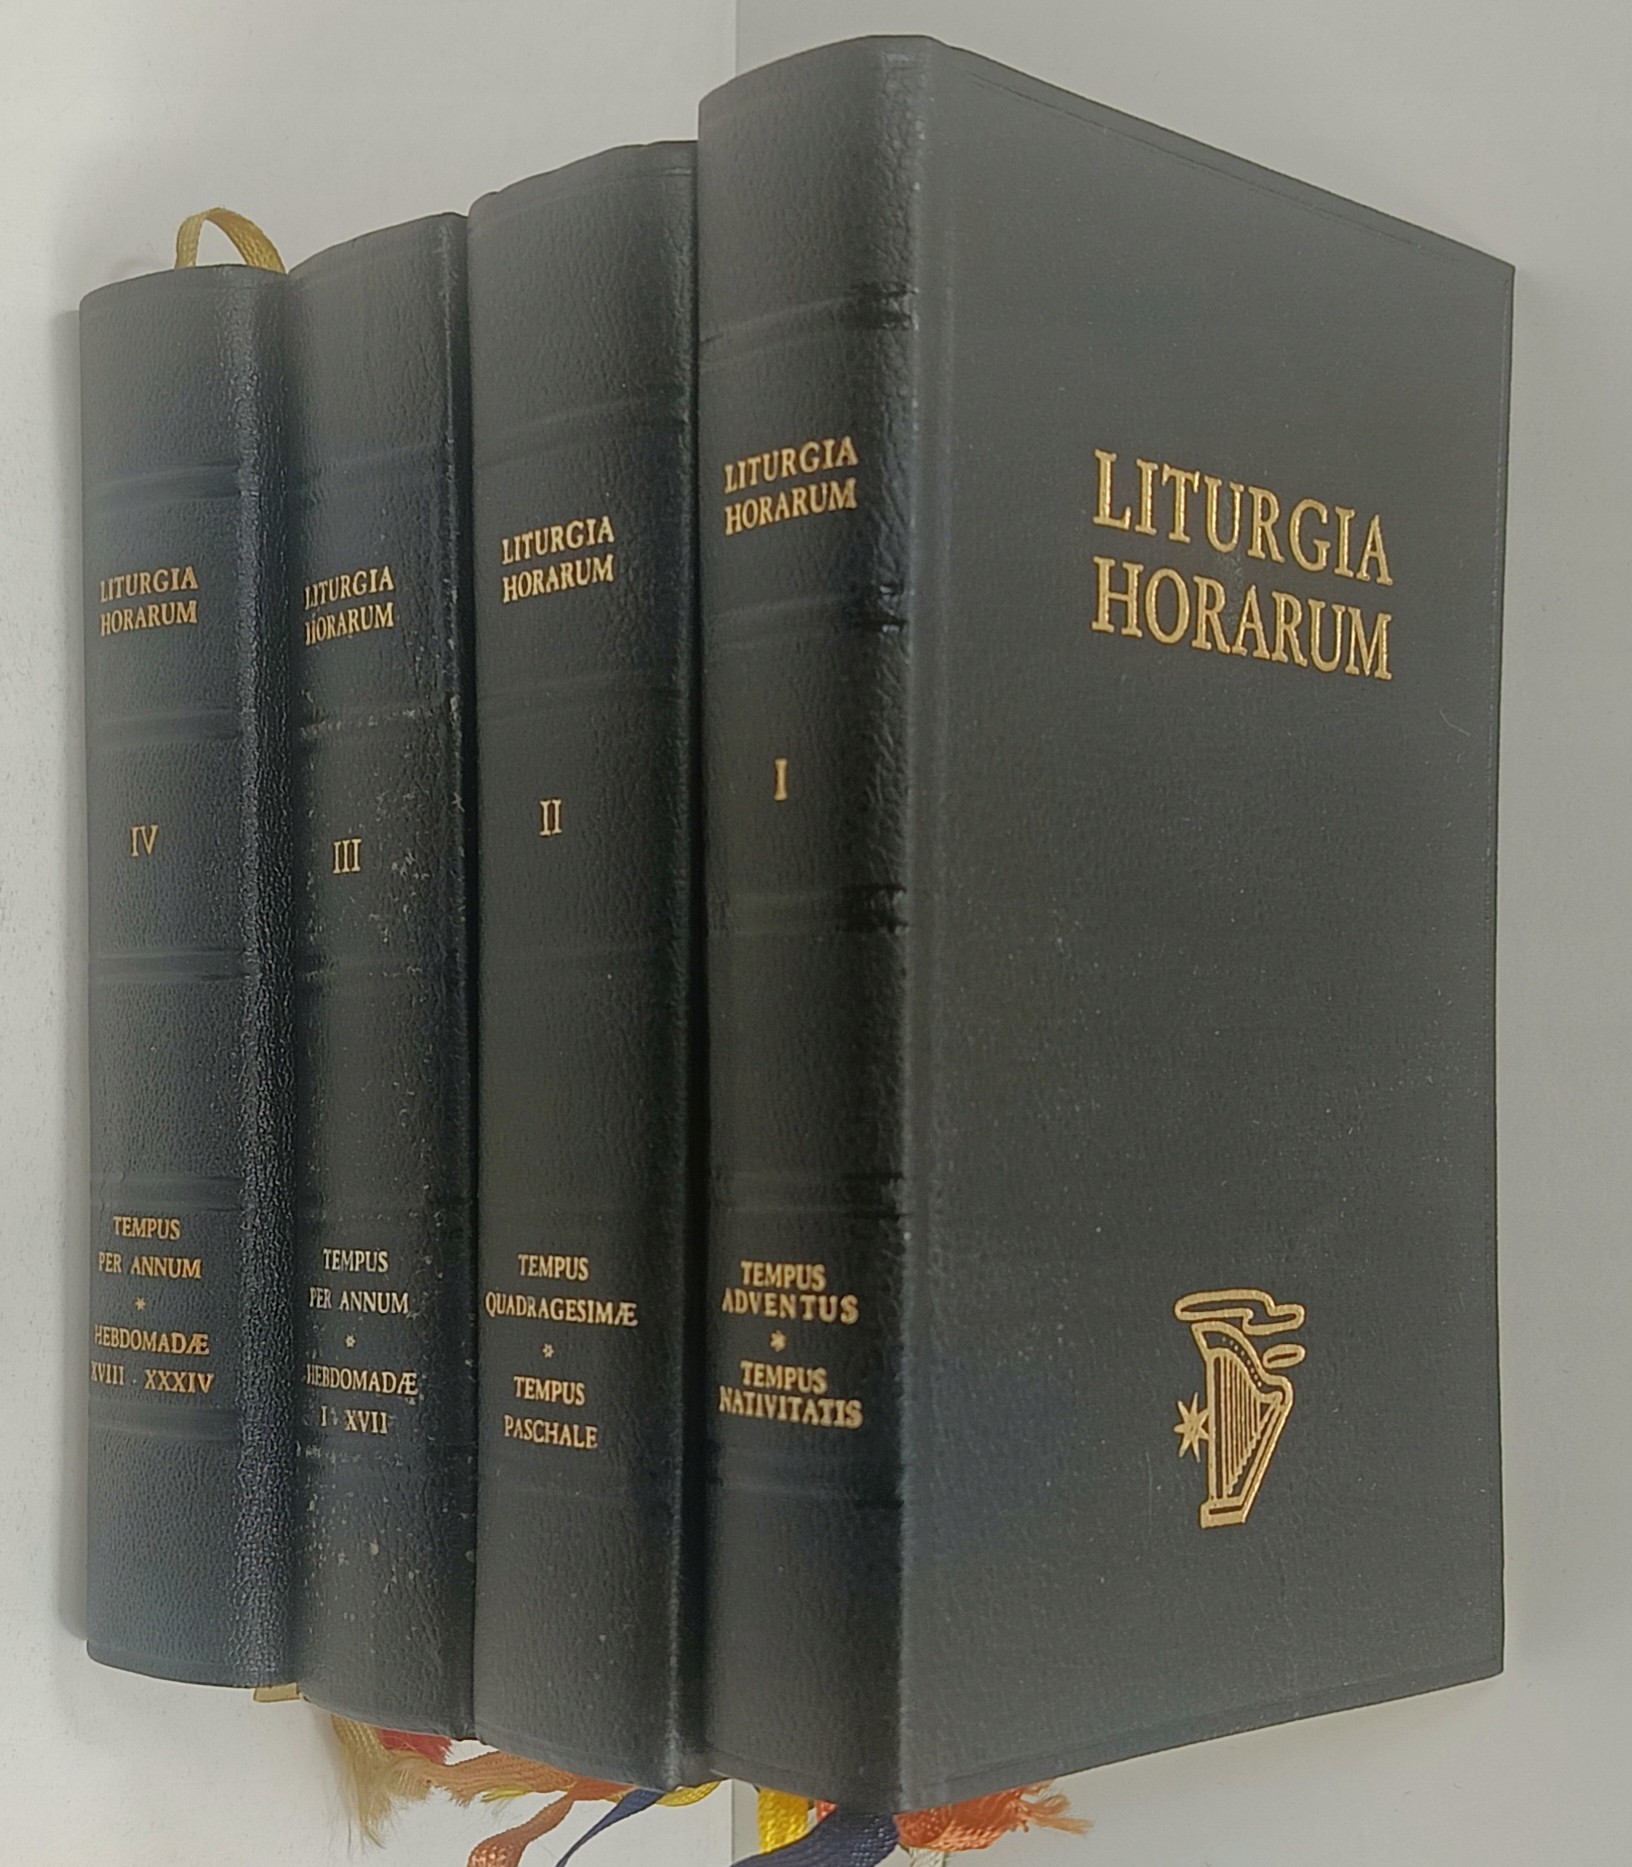 LITURGIA
HORARUM
IV
TEMPUS
PER ANNUM
*
HEBDOMADÆ
XVIII - XXXIV
LITURGIA
HORARUM
III
TEMPUS
PER ANNUM
*
HEBDOMADÆ
I - XVII
LITURGIA
HORARUM
II
TEMPUS
QUADRAGESIMÆ
*
TEMPUS
PASCHALE
LITURGIA
HORARUM
I
TEMPUS
ADVENTUS
*
TEMPUS
NATIVITATIS
LITURGIA
HORARUM